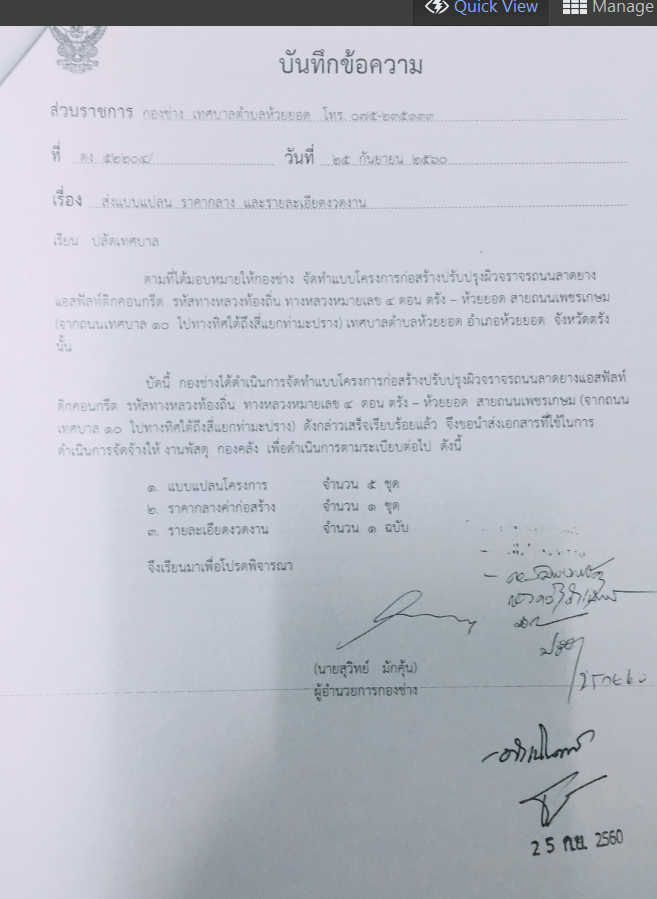 Quick View Manage
บันทึกข้อความ
ส่วนราชการ กองช่าง เทศบาลตำบลห้วยยอด โทร. ๐๗๕-๒๓๕๑๓๓
ที่ ตง ๕๒๒๐๔/ วันที่ ๒๕ กันยายน ๒๕๖๐
เรื่อง ส่งแบบแปลน ราคากลาง และรายละเอียดงวดงาน
เรียน ปลัดเทศบาล
ตามที่ได้มอบหมายให้กองช่าง จัดทำแบบโครงการก่อสร้างปรับปรุงผิวจราจรถนนลาดยาง
แอสฟัลท์ติกคอนกรีต รหัสทางหลวงท้องถิ่น ทางหลวงหมายเลข ๔ ตอน ตรัง – ห้วยยอด สายถนนเพชรเกษม
(จากถนนเทศบาล ๑๐ ไปทางทิศใต้ถึงสี่แยกท่ามะปราง) เทศบาลตำบลห้วยยอด อำเภอห้วยยอด จังหวัดตรัง
นั้น
บัดนี้ กองช่างได้ดำเนินการจัดทำแบบโครงการก่อสร้างปรับปรุงผิวจราจรถนนลาดยางแอสฟัลท์
ติกคอนกรีต รหัสทางหลวงท้องถิ่น ทางหลวงหมายเลข ๔ ตอน ตรัง – ห้วยยอด สายถนนเพชรเกษม (จากถนน
เทศบาล ๑๐ ไปทางทิศใต้ถึงสี่แยกท่ามะปราง) ดังกล่าวเสร็จเรียบร้อยแล้ว จึงขอนำส่งเอกสารที่ใช้ในการ
ดำเนินการจัดจ้างให้ งานพัสดุ กองคลัง เพื่อดำเนินการตามระเบียบต่อไป ดังนี้
๑. แบบแปลนโครงการ จำนวน ๕ ชุด
๒. ราคากลางค่าก่อสร้าง จำนวน ๑ ชุด
๓. รายละเอียดงวดงาน จำนวน ๑ ฉบับ
จึงเรียนมาเพื่อโปรดพิจารณา
(นายสุวิทย์ มักคุ้น)
ผู้อำนวยการกองช่าง
25 ก.ย. 2560